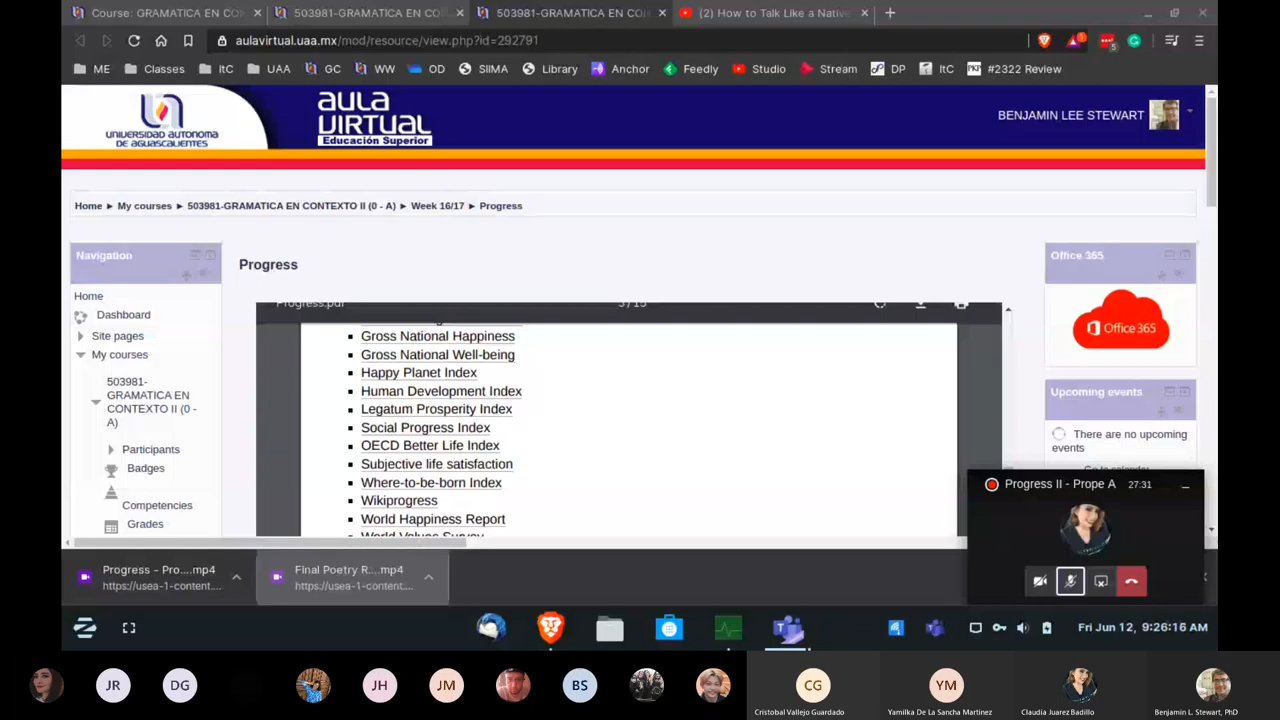 Course: GRAMATICA EN CON
503981-GRAMATICA EN CO
503981-GRAMATICA EN CO
(2) How to Talk Like a Native
aulavirtual.uaa.mx/mod/resource/view.php?id=292791
ME
Classes
ItC
UAA
GC
WW
OD
SIIMA
Library
Anchor
Feedly
Studio
Stream
DP
ItC
#2322 Review
UNIVERSIDAD AUTONOMA
DE AGUASCALIENTES
AULA
VIRTUAL
Educación Superior
BENJAMIN LEE STEWART
Home ► My courses ► 503981-GRAMATICA EN CONTEXTO II (0 - A) ► Week 16/17 ► Progress
Navigation
Home
Dashboard
Site pages
My courses
503981-
GRAMATICA EN
CONTEXTO II (0 -
A)
Participants
Badges
Competencies
Grades
Progress
Progress.pdf
Gross National Happiness
Gross National Well-being
Happy Planet Index
Human Development Index
Legatum Prosperity Index
Social Progress Index
OECD Better Life Index
Subjective life satisfaction
Where-to-be-born Index
Wikiprogress
World Happiness Report
World Values Survey
Office 365
Office 365
Upcoming events
There are no upcoming
events
Go to calendar
Progress II - Prope A
27:31
Progress - Pro....mp4
https://usea-1-content....
Final Poetry R....mp4
https://usea-1-content....
Fri Jun 12, 9:26:16 AM
JR
DG
JH
JM
BS
CG
Cristobal Vallejo Guardado
YM
Yamilka De La Sancha Martinez
Claudia Juarez Badillo
Benjamin L. Stewart, PhD